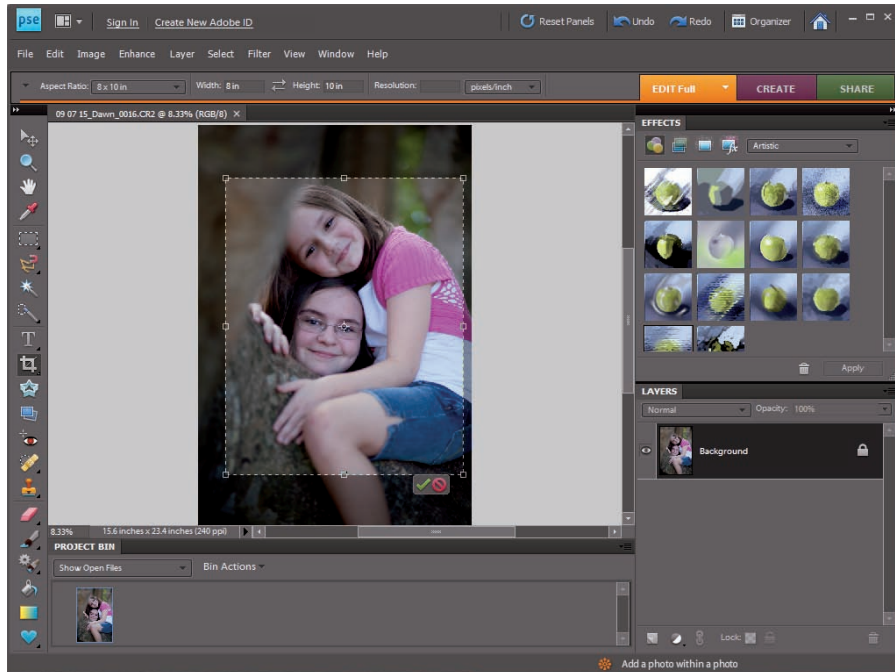 pse Sign In Create New Adobe ID Reset Panels Undo Redo Organizer
File Edit Image Enhance Layer Select Filter View Window Help
Aspect Ratio: 8 x 10 in Width: 8 in Height: 10 in Resolution: pixels/inch EDIT Full CREATE SHARE
09 07 15_Dawn_0016.CR2 @ 8.33% (RGB/8) ×
EFFECTS
fx Artistic
T
Apply
LAYERS
Normal Opacity: 100%
Background
8.33% 15.6 inches x 23.4 inches (240 ppi)
PROJECT BIN
Show Open Files Bin Actions
Lock:
Add a photo within a photo